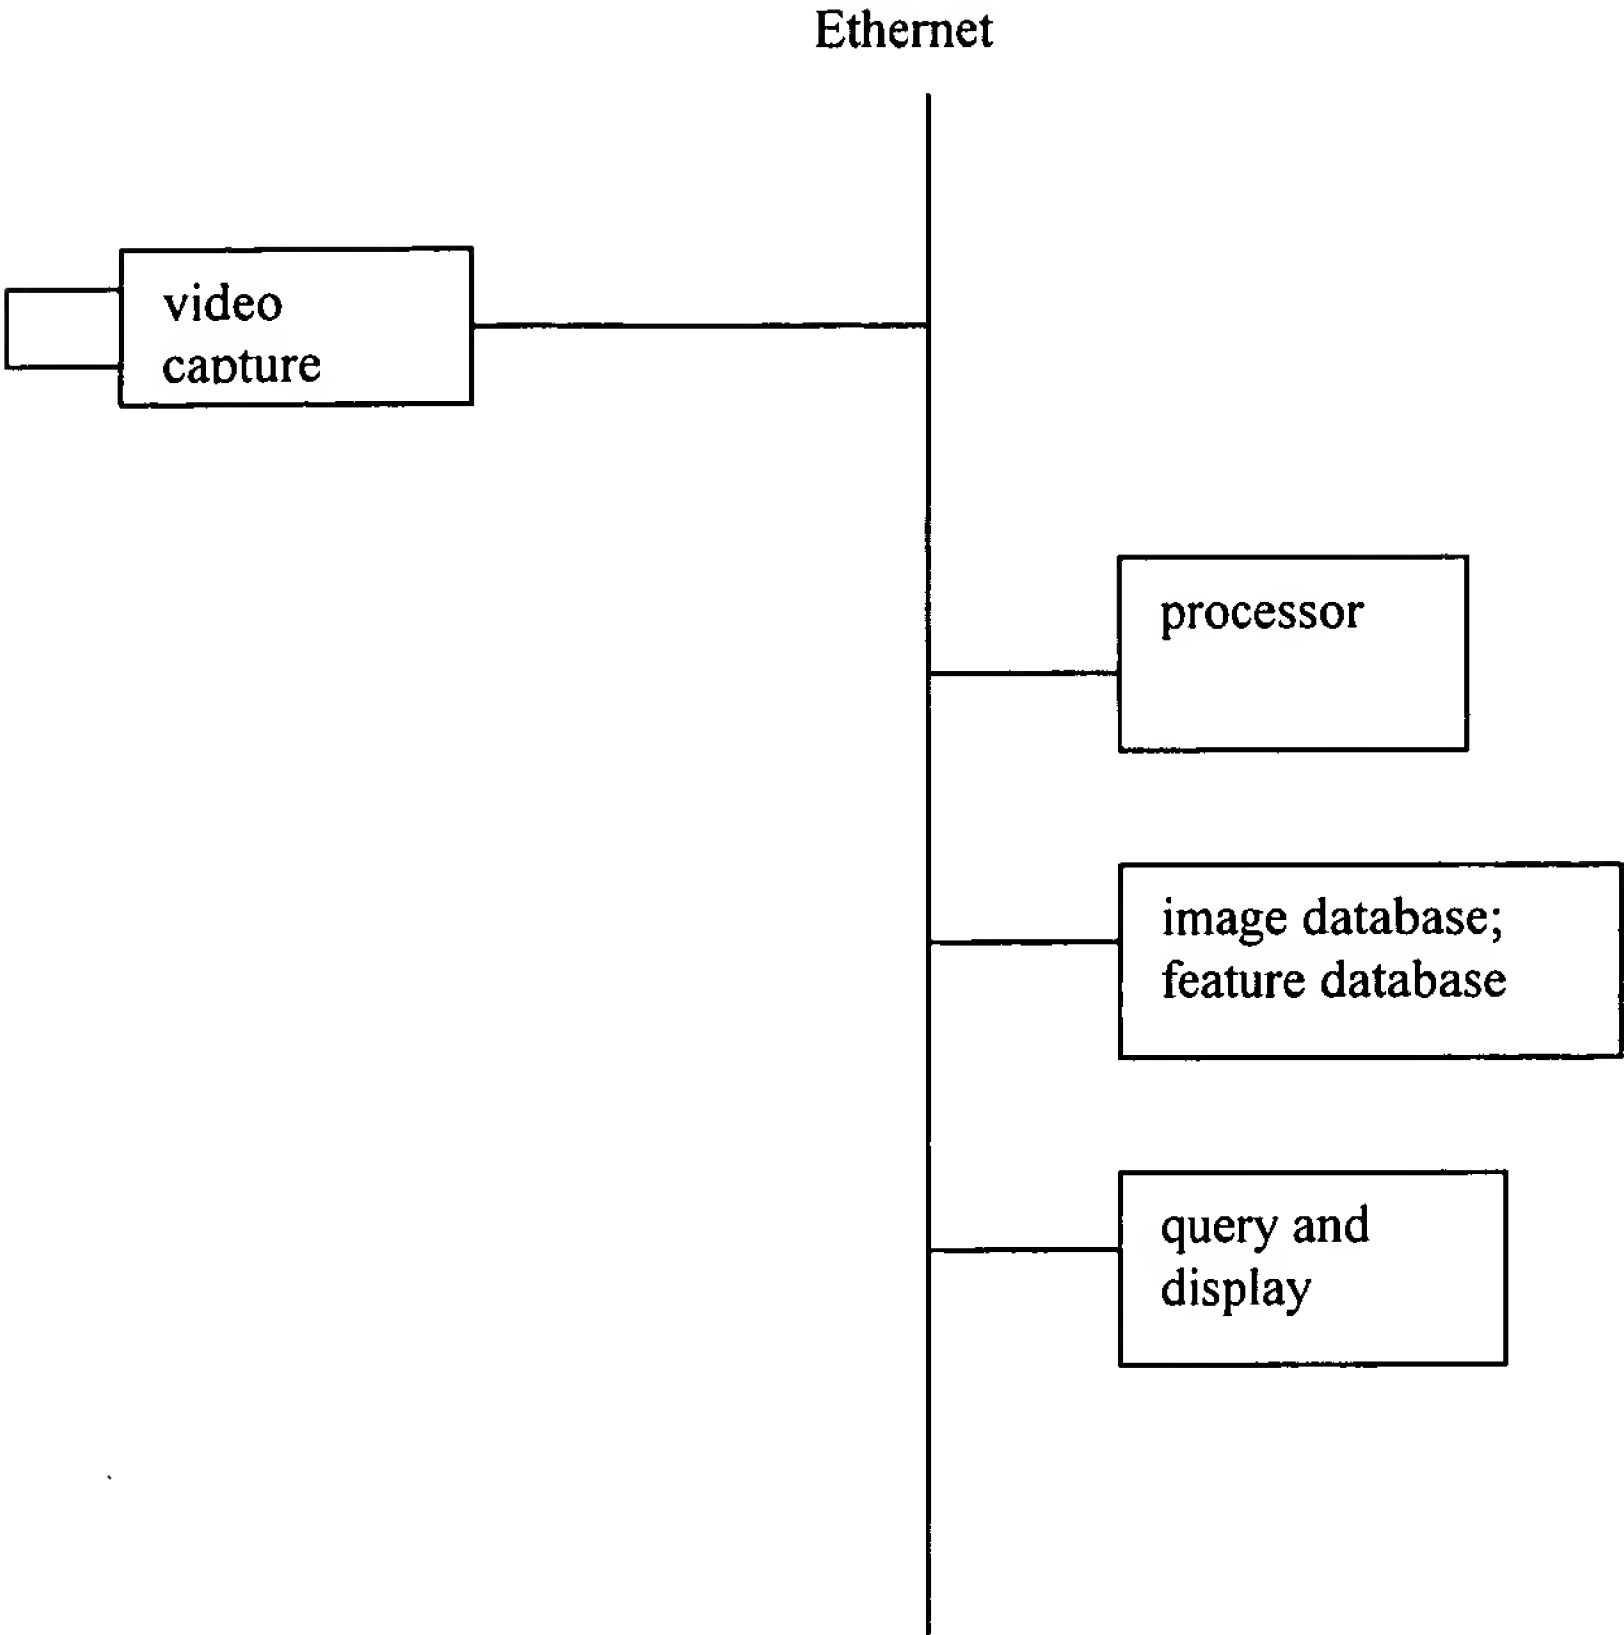 Ethernet
video
capture
processor
image database;
feature database
query and
display